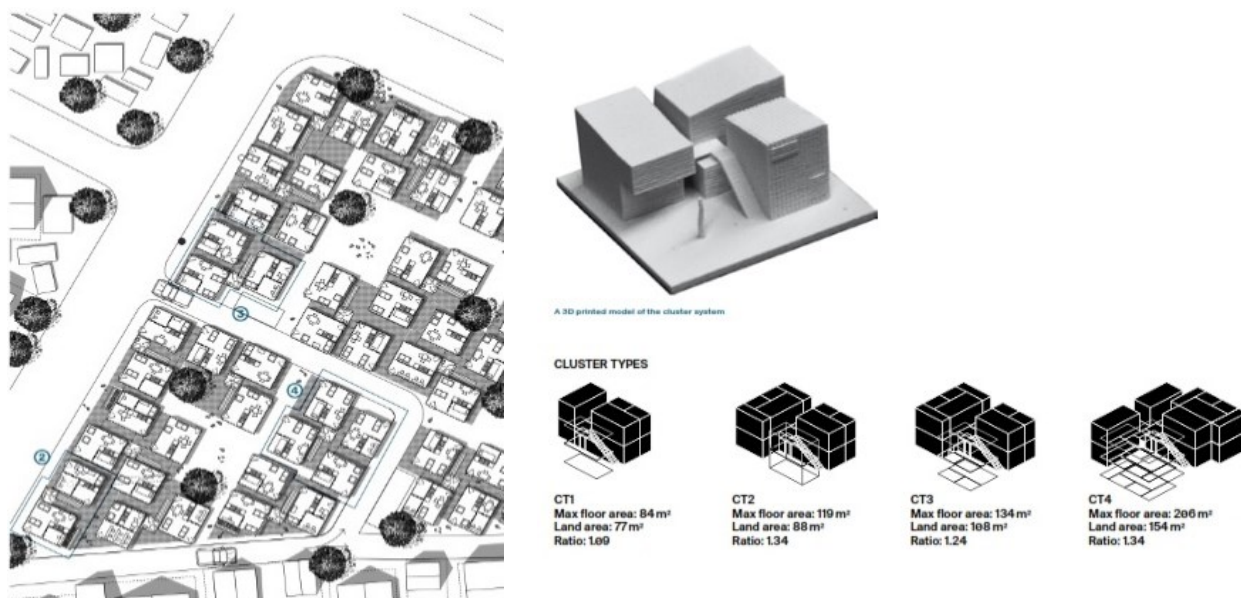 3
4
2
A 3D printed model of the cluster system
CLUSTER TYPES
CT1
Max floor area: 84 m²
Land area: 77 m²
Ratio: 1.09
CT2
Max floor area: 119 m²
Land area: 88 m²
Ratio: 1.34
CT3
Max floor area: 134 m²
Land area: 108 m²
Ratio: 1.24
CT4
Max floor area: 206 m²
Land area: 154 m²
Ratio: 1.34